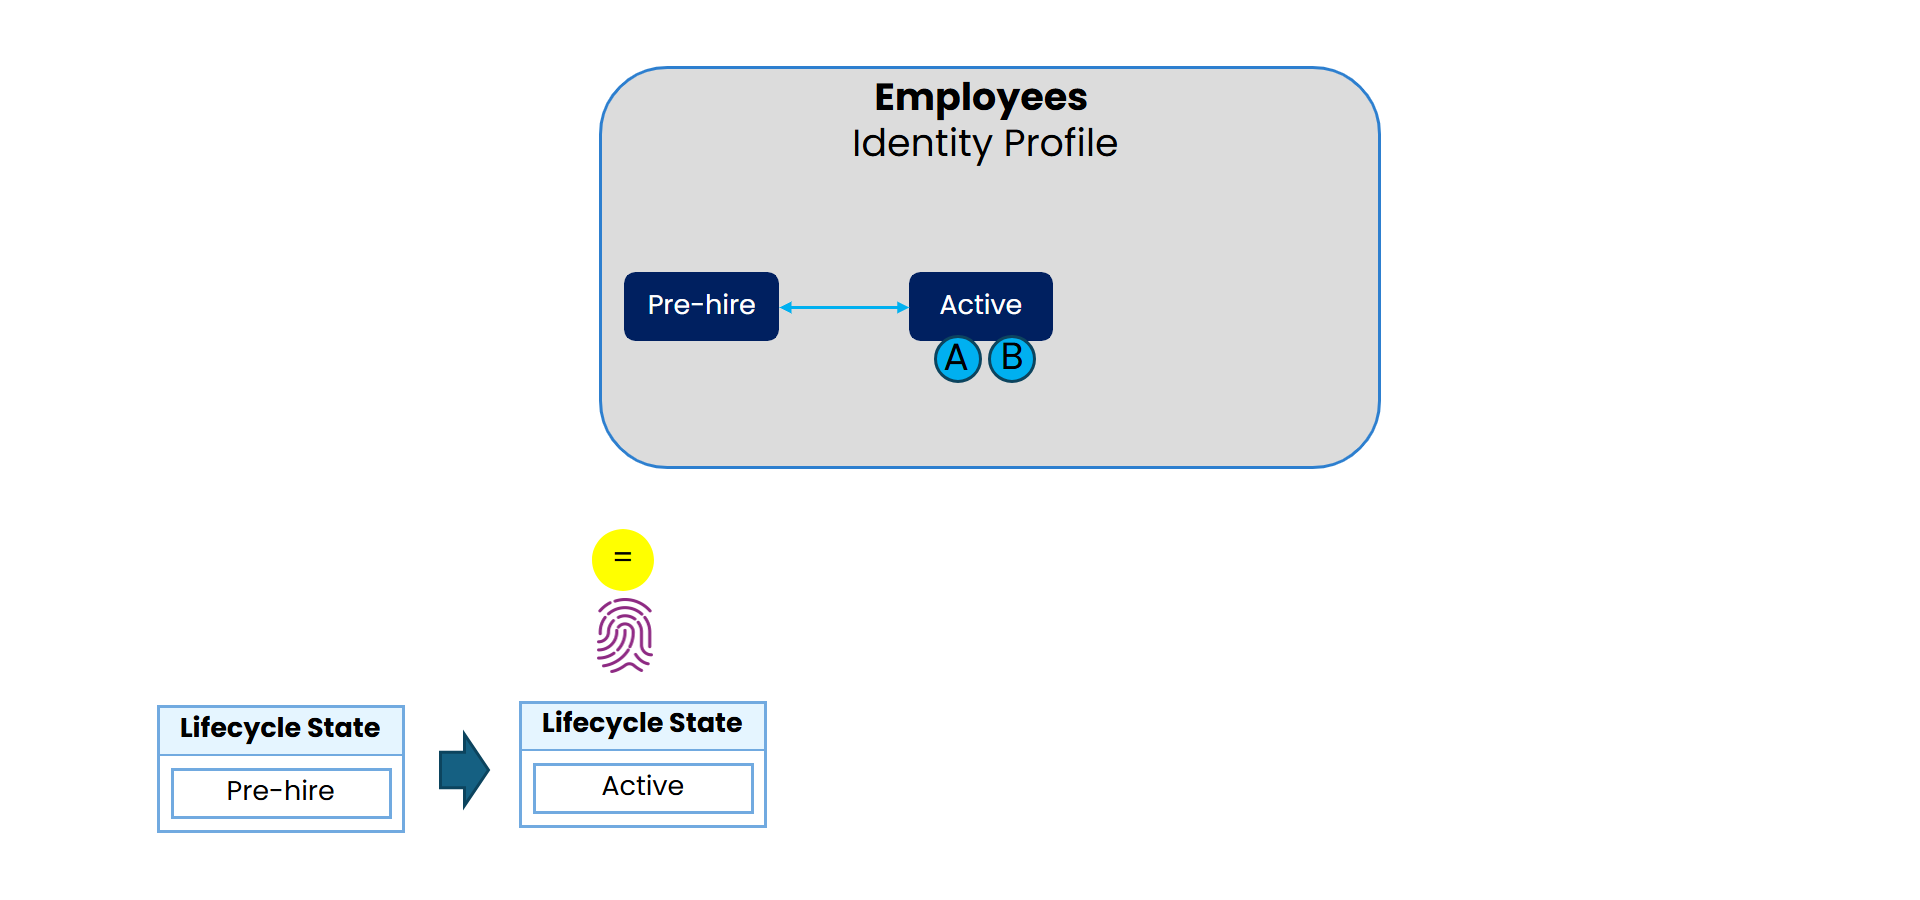 Employees
Identity Profile
Pre-hire
Active
A
B
=
Lifecycle State
Pre-hire
Lifecycle State
Active